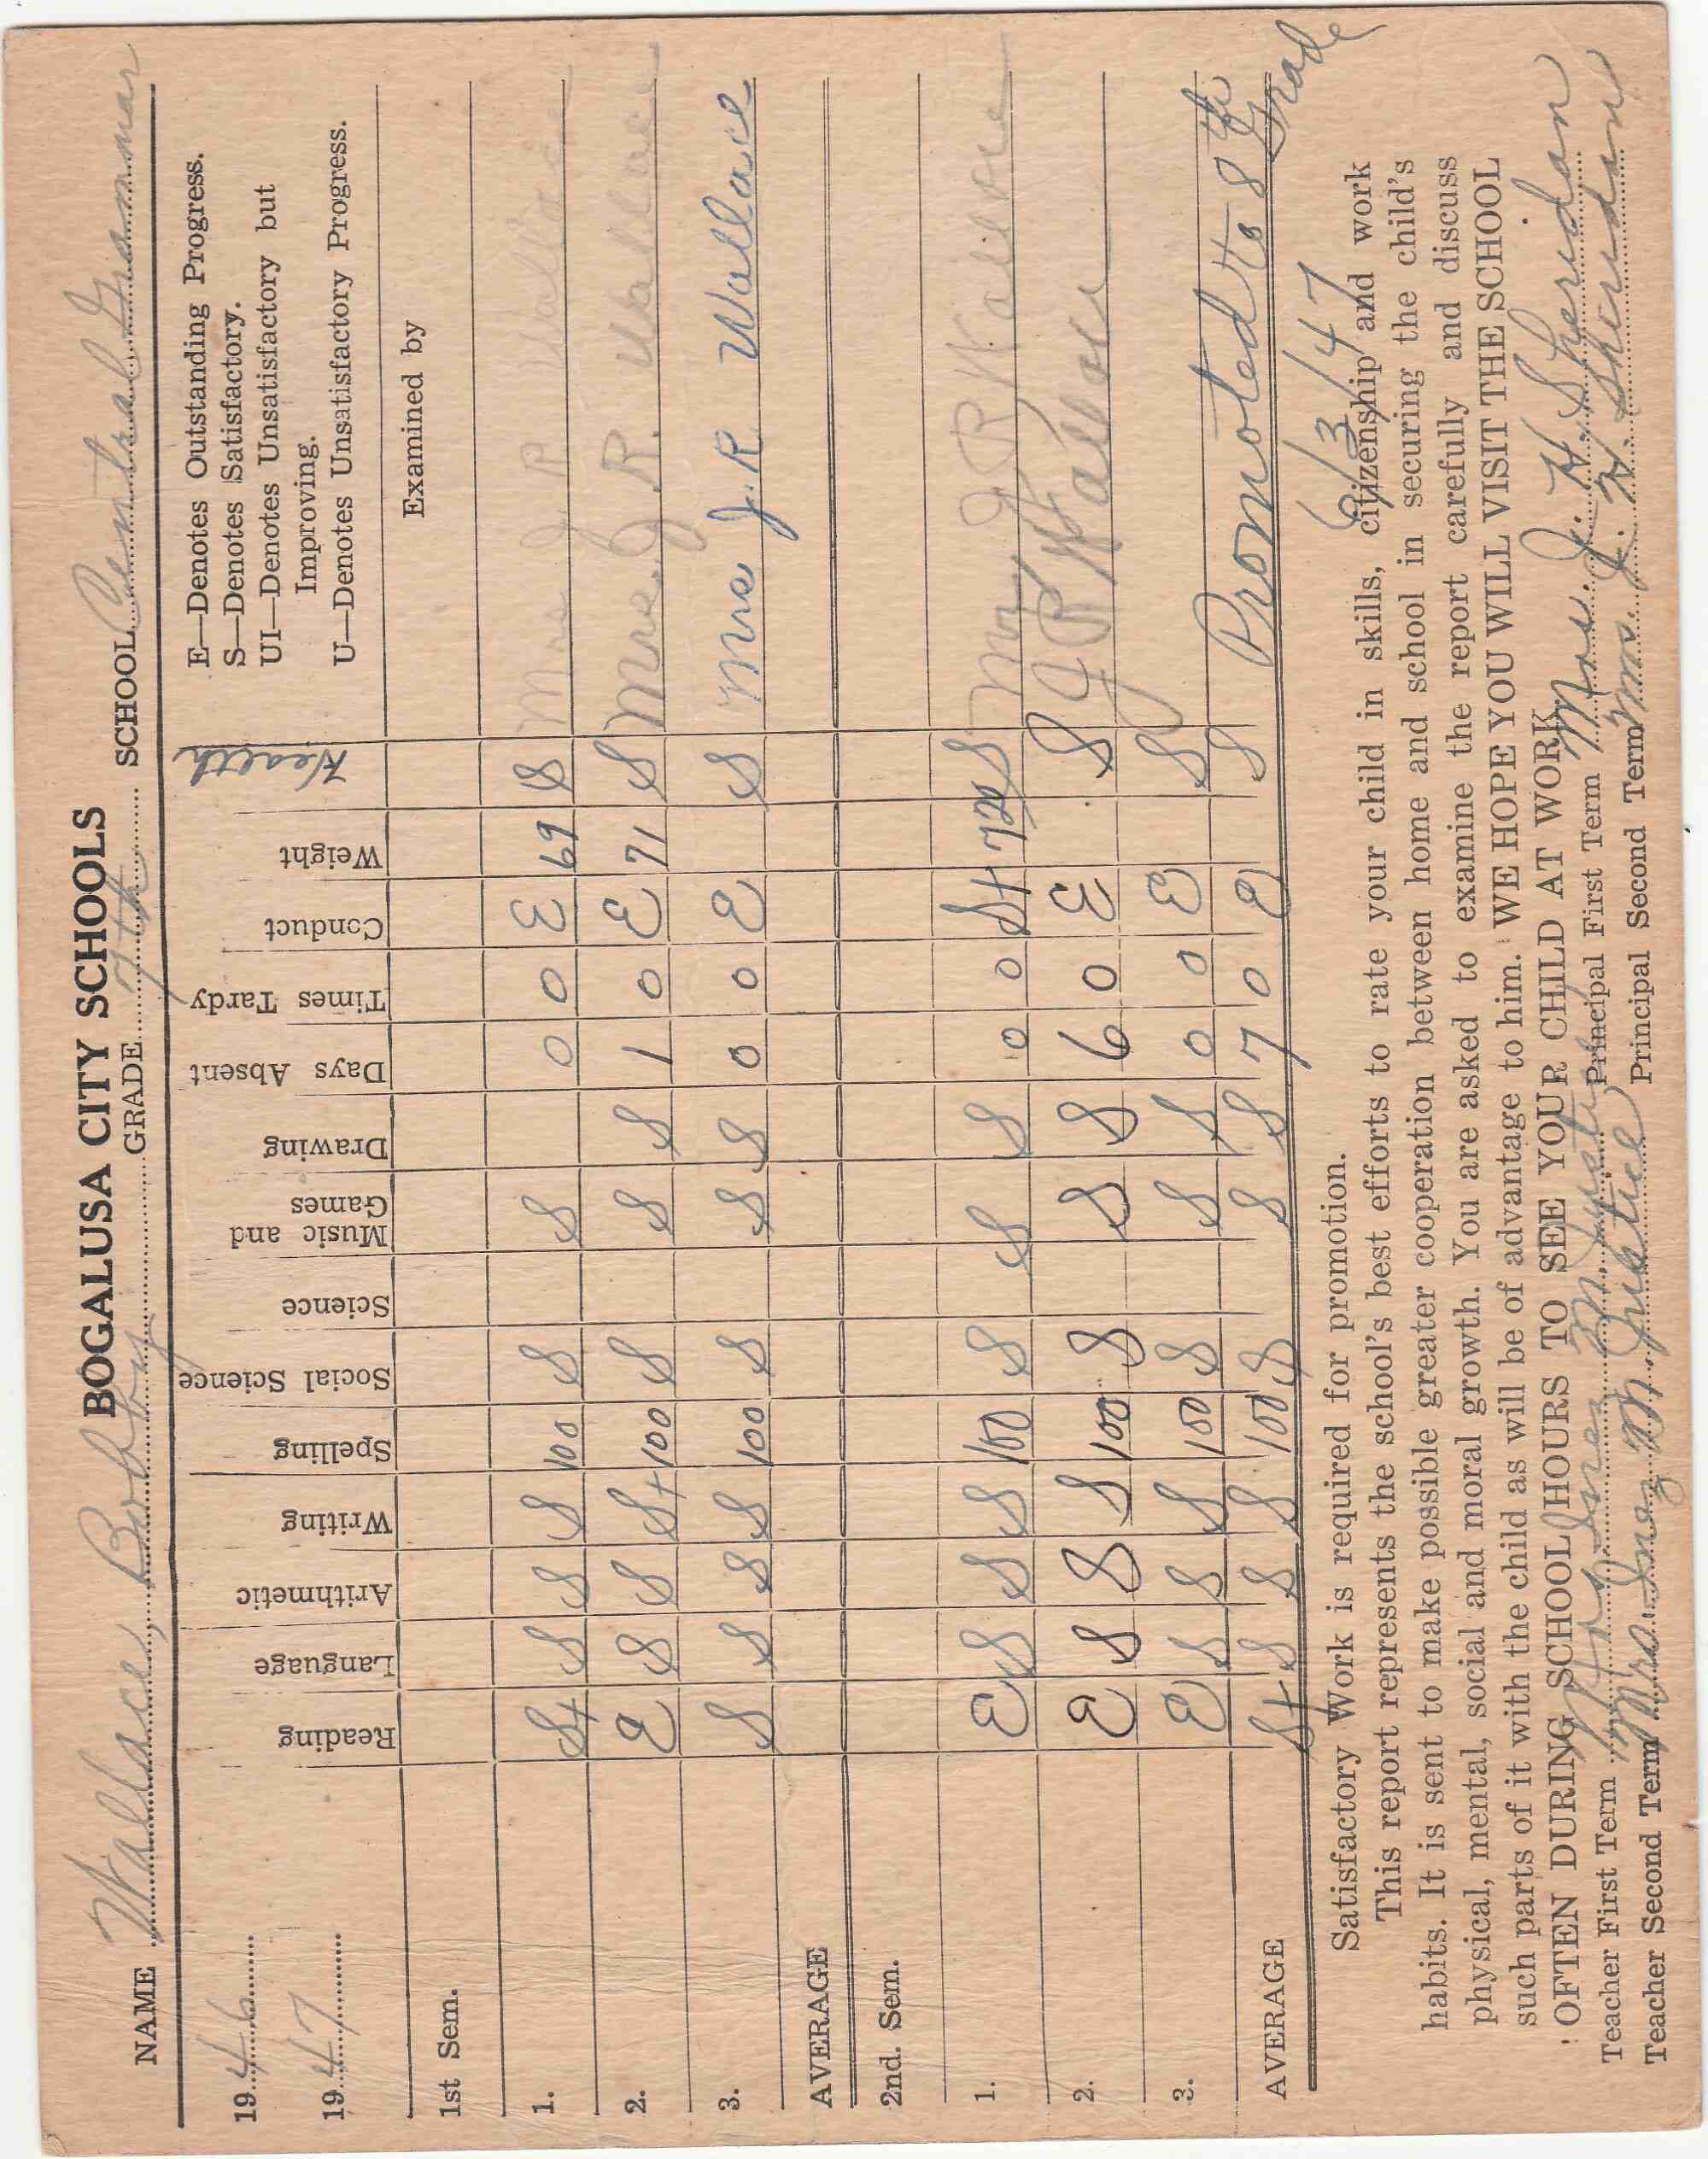 BOGALUSA CITY SCHOOLS
NAME Wallace, Bobby GRADE 7th SCHOOL Central Grammar
1946
1947
Reading Language Arithmetic Writing Spelling Social Science Science Music and Games Drawing Days Absent Times Tardy Conduct Weight Health
E—Denotes Outstanding Progress.
S—Denotes Satisfactory.
UI—Denotes Unsatisfactory but
Improving.
U—Denotes Unsatisfactory Progress.
Examined by
1st Sem.
1. S+ S S S 100 S S 0 0 E 69 S Mrs J. R. Wallace
2. E S S S+ 100 S S S 1 0 E 71 S Mrs. J. R. Wallace
3. S S S S 100 S S S 0 0 E S Mrs J. R Wallace
AVERAGE
2nd. Sem.
1. E S S S 100 S S S 0 0 S+ 72 S J R Wallace
2. E S S S 100 S S S 6 0 E S J R Wallace
3. E S S S 100 S S S 0 0 E S
AVERAGE S+ S S S 100 S S S 7 0 E S Promoted to 8th Grade
6/3/47
Satisfactory Work is required for promotion.
This report represents the school's best efforts to rate your child in skills, citizenship and work
habits. It is sent to make possible greater cooperation between home and school in securing the child's
physical, mental, social and moral growth. You are asked to examine the report carefully and discuss
such parts of it with the child as will be of advantage to him. WE HOPE YOU WILL VISIT THE SCHOOL
OFTEN DURING SCHOOL HOURS TO SEE YOUR CHILD AT WORK.
Teacher First Term Mrs Inez M. Justice Principal First Term Mrs. J. H. Sheridan
Teacher Second Term Mrs. Inez M. Justice Principal Second Term Mrs. J. H. Sheridan